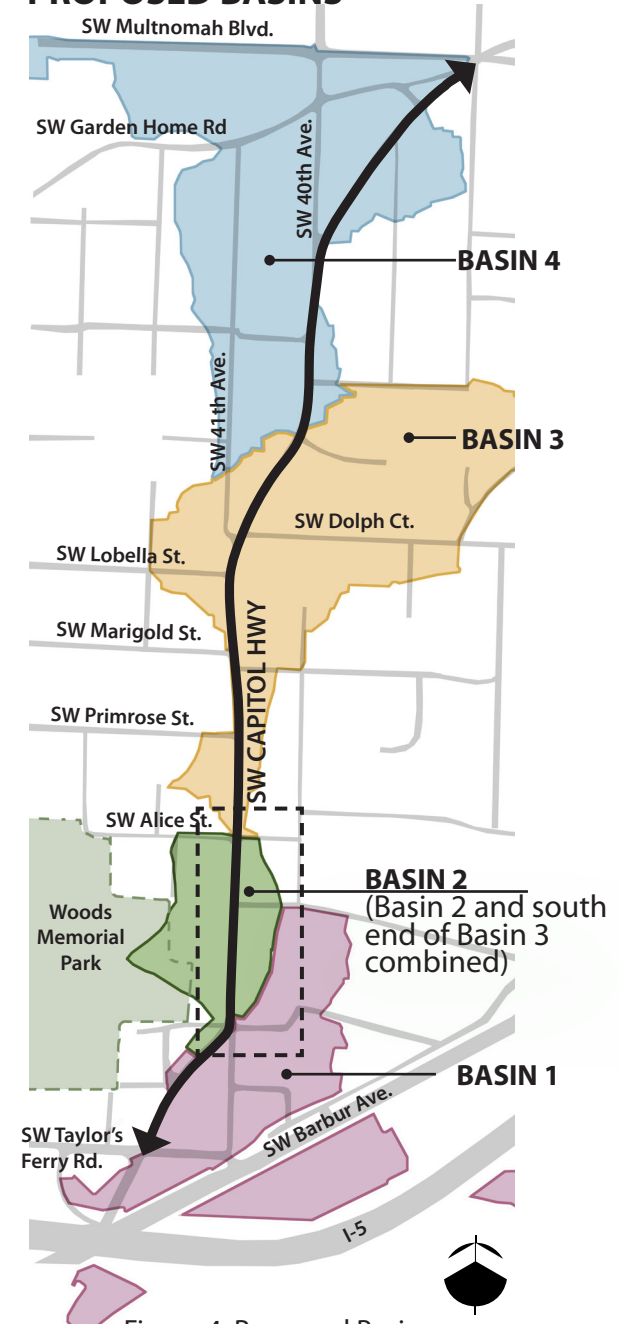 PROPOSED BASINS
SW Multnomah Blvd.
SW Garden Home Rd
SW 40th Ave.
BASIN 4
SW 41th Ave.
BASIN 3
SW Dolph Ct.
SW Lobella St.
SW CAPITOL HWY
SW Marigold St.
SW Primrose St.
SW Alice St.
BASIN 2
(Basin 2 and south
end of Basin 3
combined)
Woods
Memorial
Park
BASIN 1
SW Barbur Ave.
SW Taylor's
Ferry Rd.
I-5
Figure 4. Proposed Basins